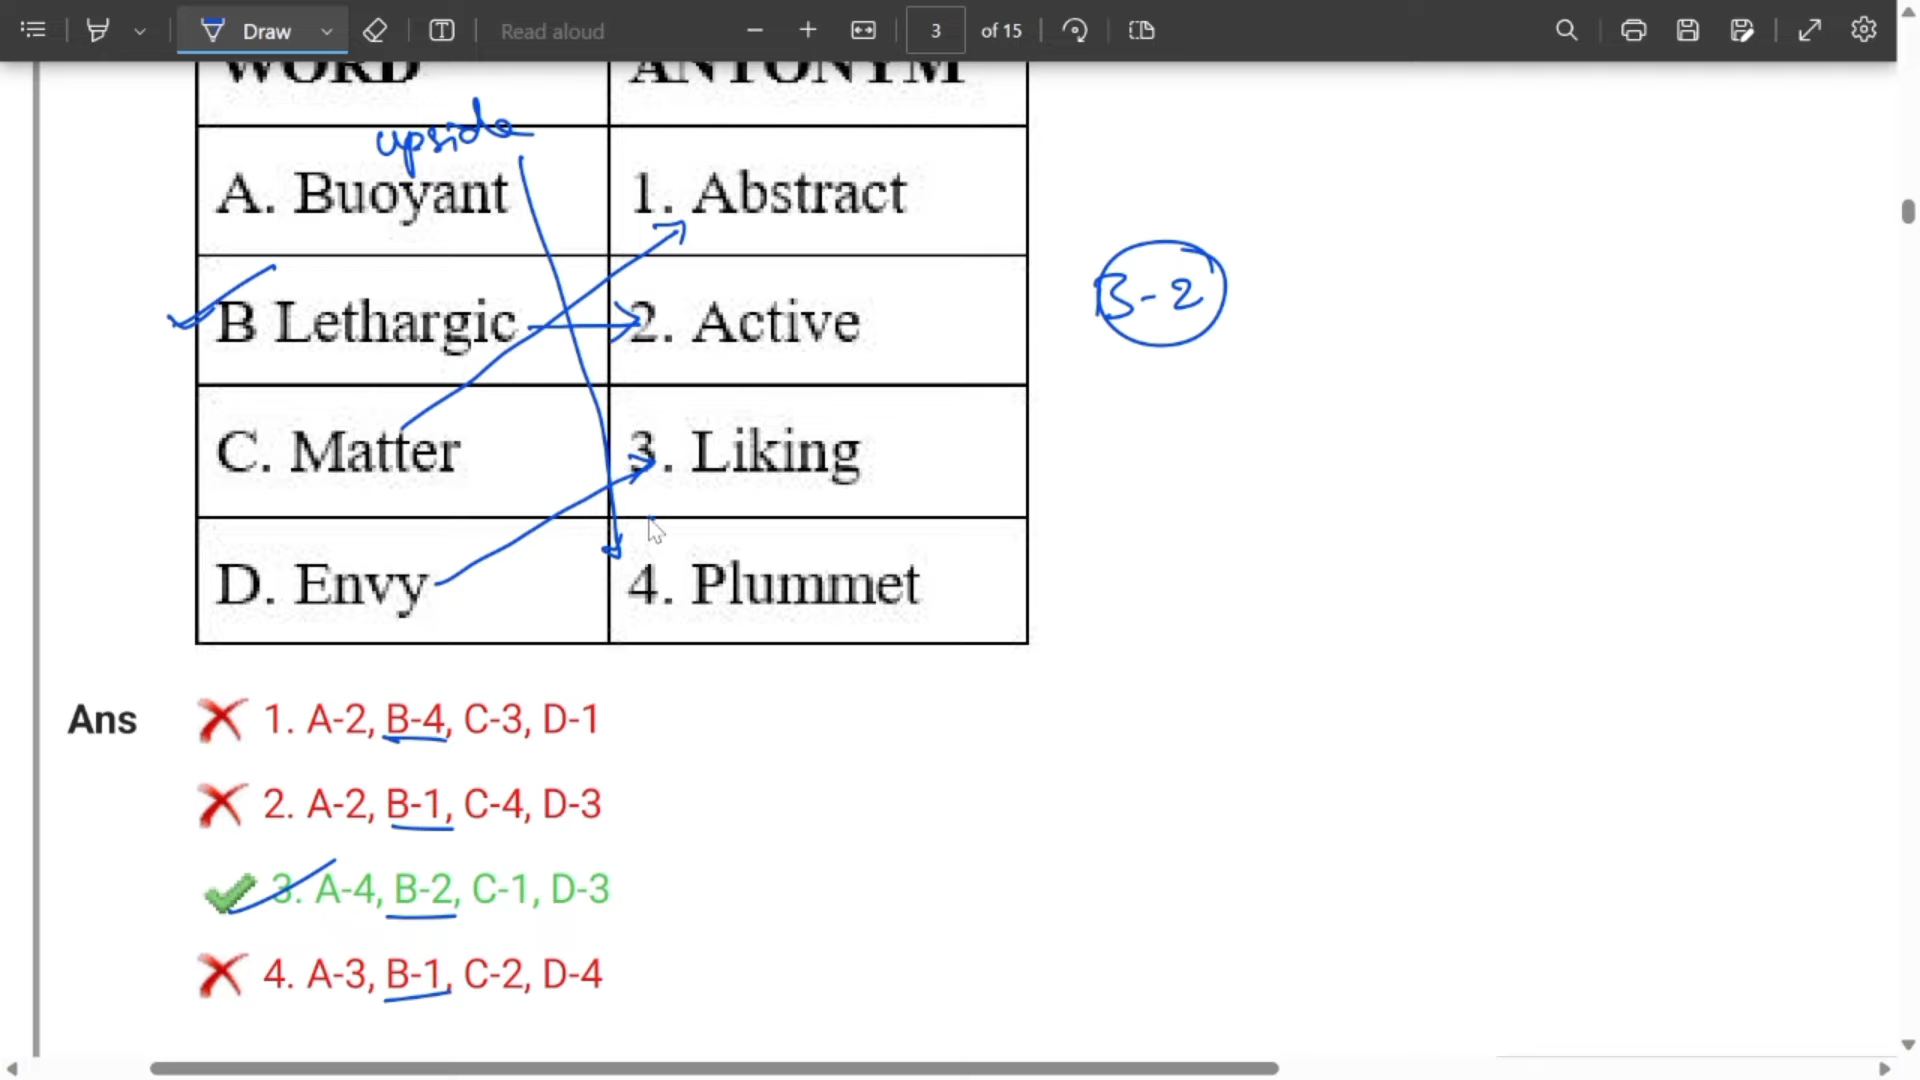 Draw
Read aloud
3 of 15
WORD ANTONYM
upside
A. Buoyant 1. Abstract
B Lethargic 2. Active
B-2
C. Matter 3. Liking
D. Envy 4. Plummet
Ans 1. A-2, B-4, C-3, D-1
2. A-2, B-1, C-4, D-3
3. A-4, B-2, C-1, D-3
4. A-3, B-1, C-2, D-4